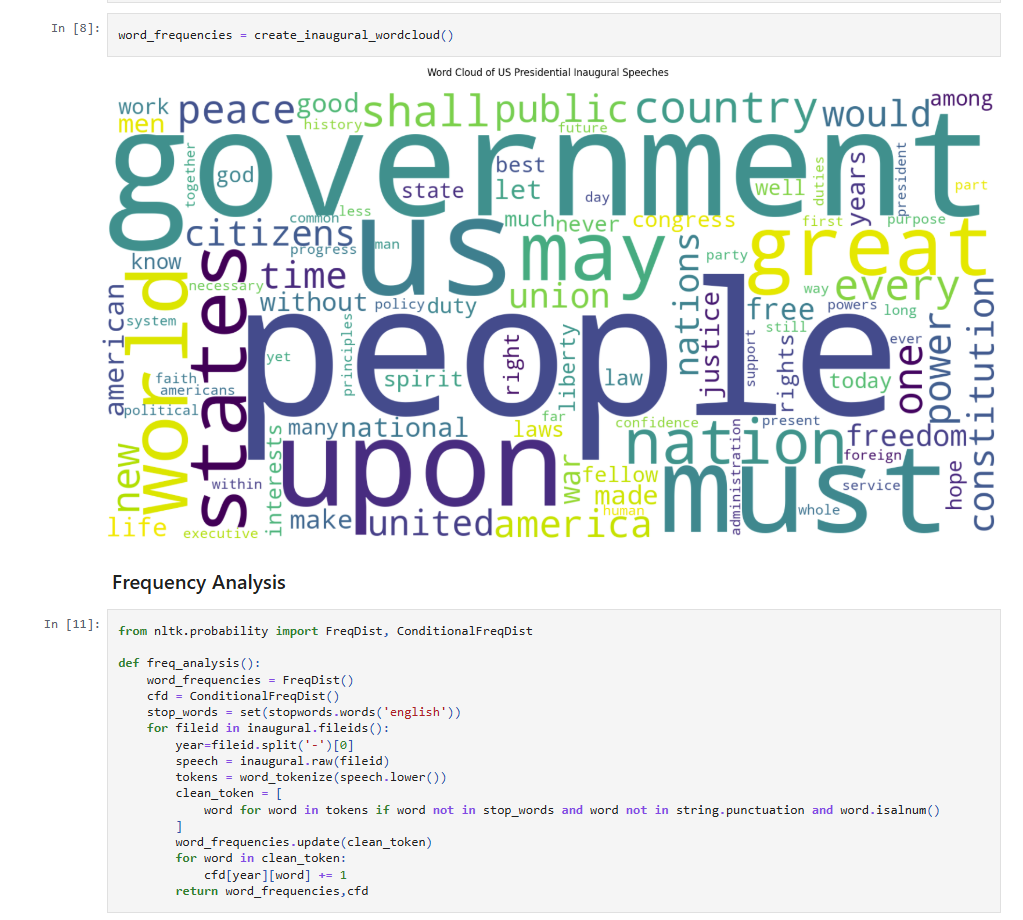 In [8]:
word_frequencies = create_inaugural_wordcloud()
Word Cloud of US Presidential Inaugural Speeches
work peace good shall public country would among
men history future
government
together god state best let day well duties years president part
common less much never congress first purpose
citizens us may great
know progress man nations party
necessary time union way every
world states without policy duty justice free powers long
american system people still constitution
yet principles right liberty support rights ever one power
faith spirit law today
americans
political far confidence present
new many national laws nation freedom
interests upon war administration foreign
within fellow must service hope
life make united made human whole
executive america
Frequency Analysis
In [11]:
from nltk.probability import FreqDist, ConditionalFreqDist
def freq_analysis():
    word_frequencies = FreqDist()
    cfd = ConditionalFreqDist()
    stop_words = set(stopwords.words('english'))
    for fileid in inaugural.fileids():
        year=fileid.split('-')[0]
        speech = inaugural.raw(fileid)
        tokens = word_tokenize(speech.lower())
        clean_token = [
            word for word in tokens if word not in stop_words and word not in string.punctuation and word.isalnum()
        ]
        word_frequencies.update(clean_token)
        for word in clean_token:
            cfd[year][word] += 1
        return word_frequencies,cfd